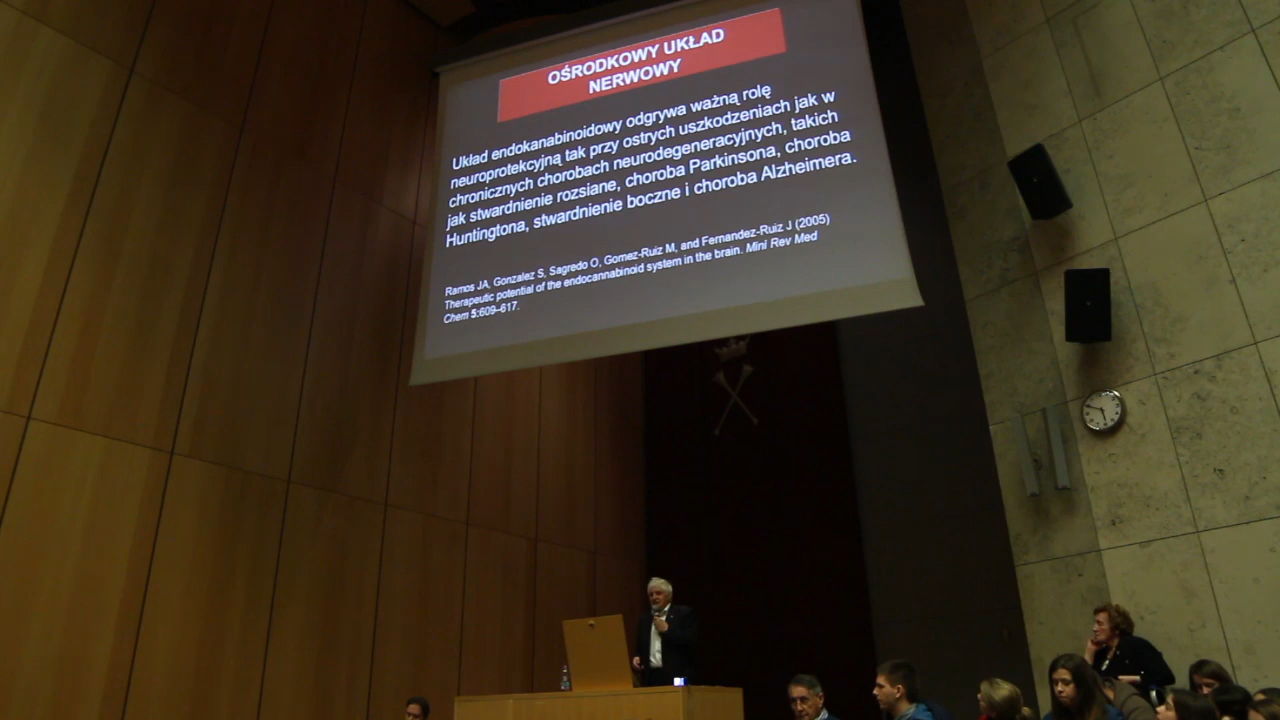 OŚRODKOWY UKŁAD
NERWOWY
Układ endokanabinoidowy odgrywa ważną rolę
neuroprotekcyjną tak przy ostrych uszkodzeniach jak w
chronicznych chorobach neurodegeneracyjnych, takich
jak stwardnienie rozsiane, choroba Parkinsona, choroba
Huntingtona, stwardnienie boczne i choroba Alzheimera.
Ramos JA, Gonzalez S, Sagredo O, Gomez-Ruiz M, and Fernandez-Ruiz J (2005)
Therapeutic potential of the endocannabinoid system in the brain. Mini Rev Med
Chem 5:609–617.